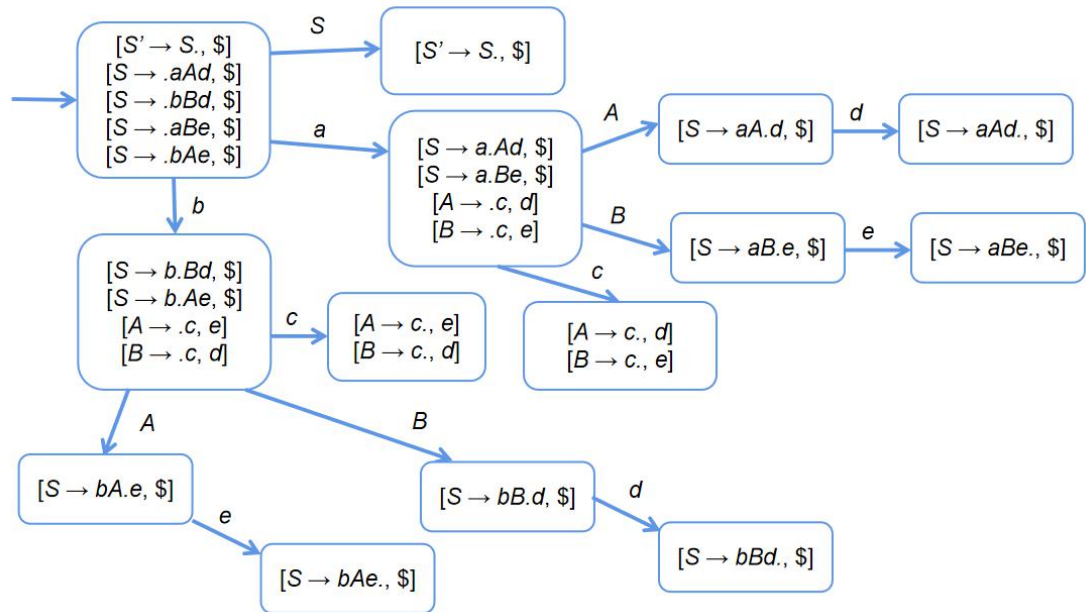 [S’ → S., $]
[S → .aAd, $]
[S → .bBd, $]
[S → .aBe, $]
[S → .bAe, $]
S
[S’ → S., $]
a
[S → a.Ad, $]
[S → a.Be, $]
[A → .c, d]
[B → .c, e]
A
[S → aA.d, $]
d
[S → aAd., $]
B
[S → aB.e, $]
e
[S → aBe., $]
c
[A → c., d]
[B → c., e]
b
[S → b.Bd, $]
[S → b.Ae, $]
[A → .c, e]
[B → .c, d]
c
[A → c., e]
[B → c., d]
A
[S → bA.e, $]
e
[S → bAe., $]
B
[S → bB.d, $]
d
[S → bBd., $]